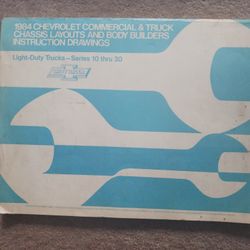 1984 CHEVROLET COMMERCIAL & TRUCK
CHASSIS LAYOUTS AND BODY BUILDERS
INSTRUCTION DRAWINGS
Light-Duty Trucks—Series 10 thru 30